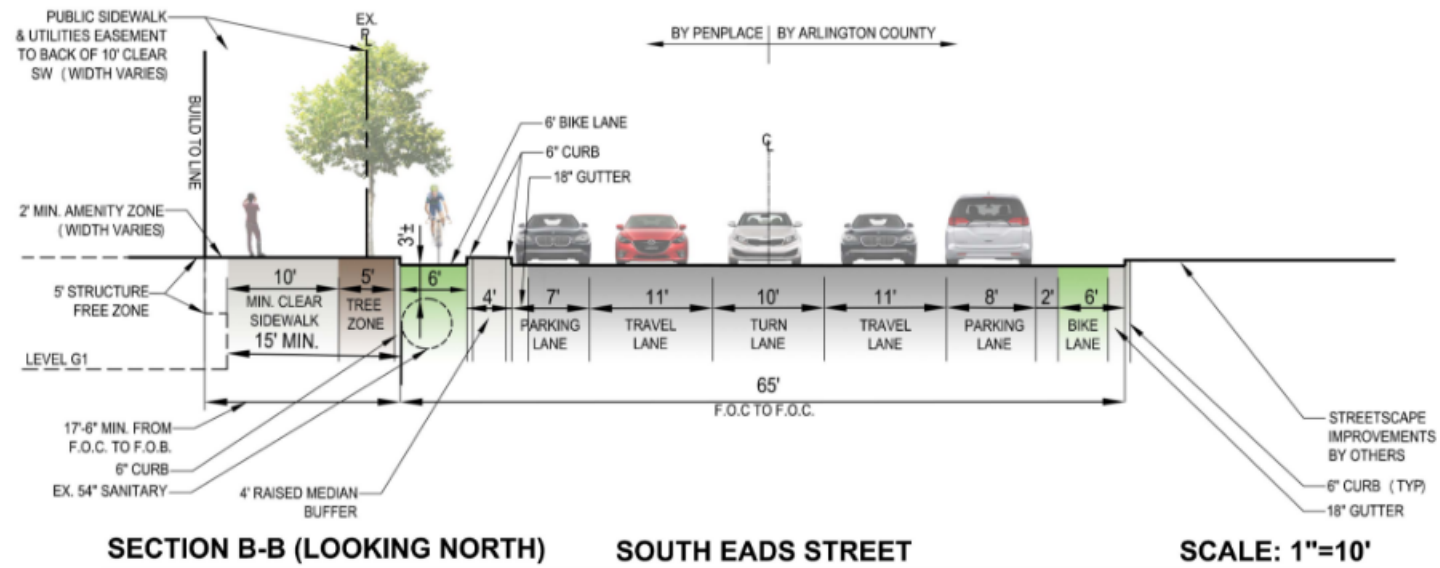 PUBLIC SIDEWALK
& UTILITIES EASEMENT
TO BACK OF 10' CLEAR
SW (WIDTH VARIES)
EX.
BUILD TO LINE
BY PENPLACE
BY ARLINGTON COUNTY
6' BIKE LANE
6" CURB
18" GUTTER
2' MIN. AMENITY ZONE
(WIDTH VARIES)
3'±
5' STRUCTURE
FREE ZONE
LEVEL G1
10'
MIN. CLEAR
SIDEWALK
15' MIN.
5'
TREE
ZONE
6'
4'
7'
PARKING
LANE
11'
TRAVEL
LANE
10'
TURN
LANE
11'
TRAVEL
LANE
8'
PARKING
LANE
2'
6'
BIKE
LANE
65'
F.O.C TO F.O.C.
17'-6" MIN. FROM
F.O.C. TO F.O.B.
6" CURB
EX. 54" SANITARY
4' RAISED MEDIAN
BUFFER
STREETSCAPE
IMPROVEMENTS
BY OTHERS
6" CURB (TYP)
18" GUTTER
SECTION B-B (LOOKING NORTH)
SOUTH EADS STREET
SCALE: 1"=10'